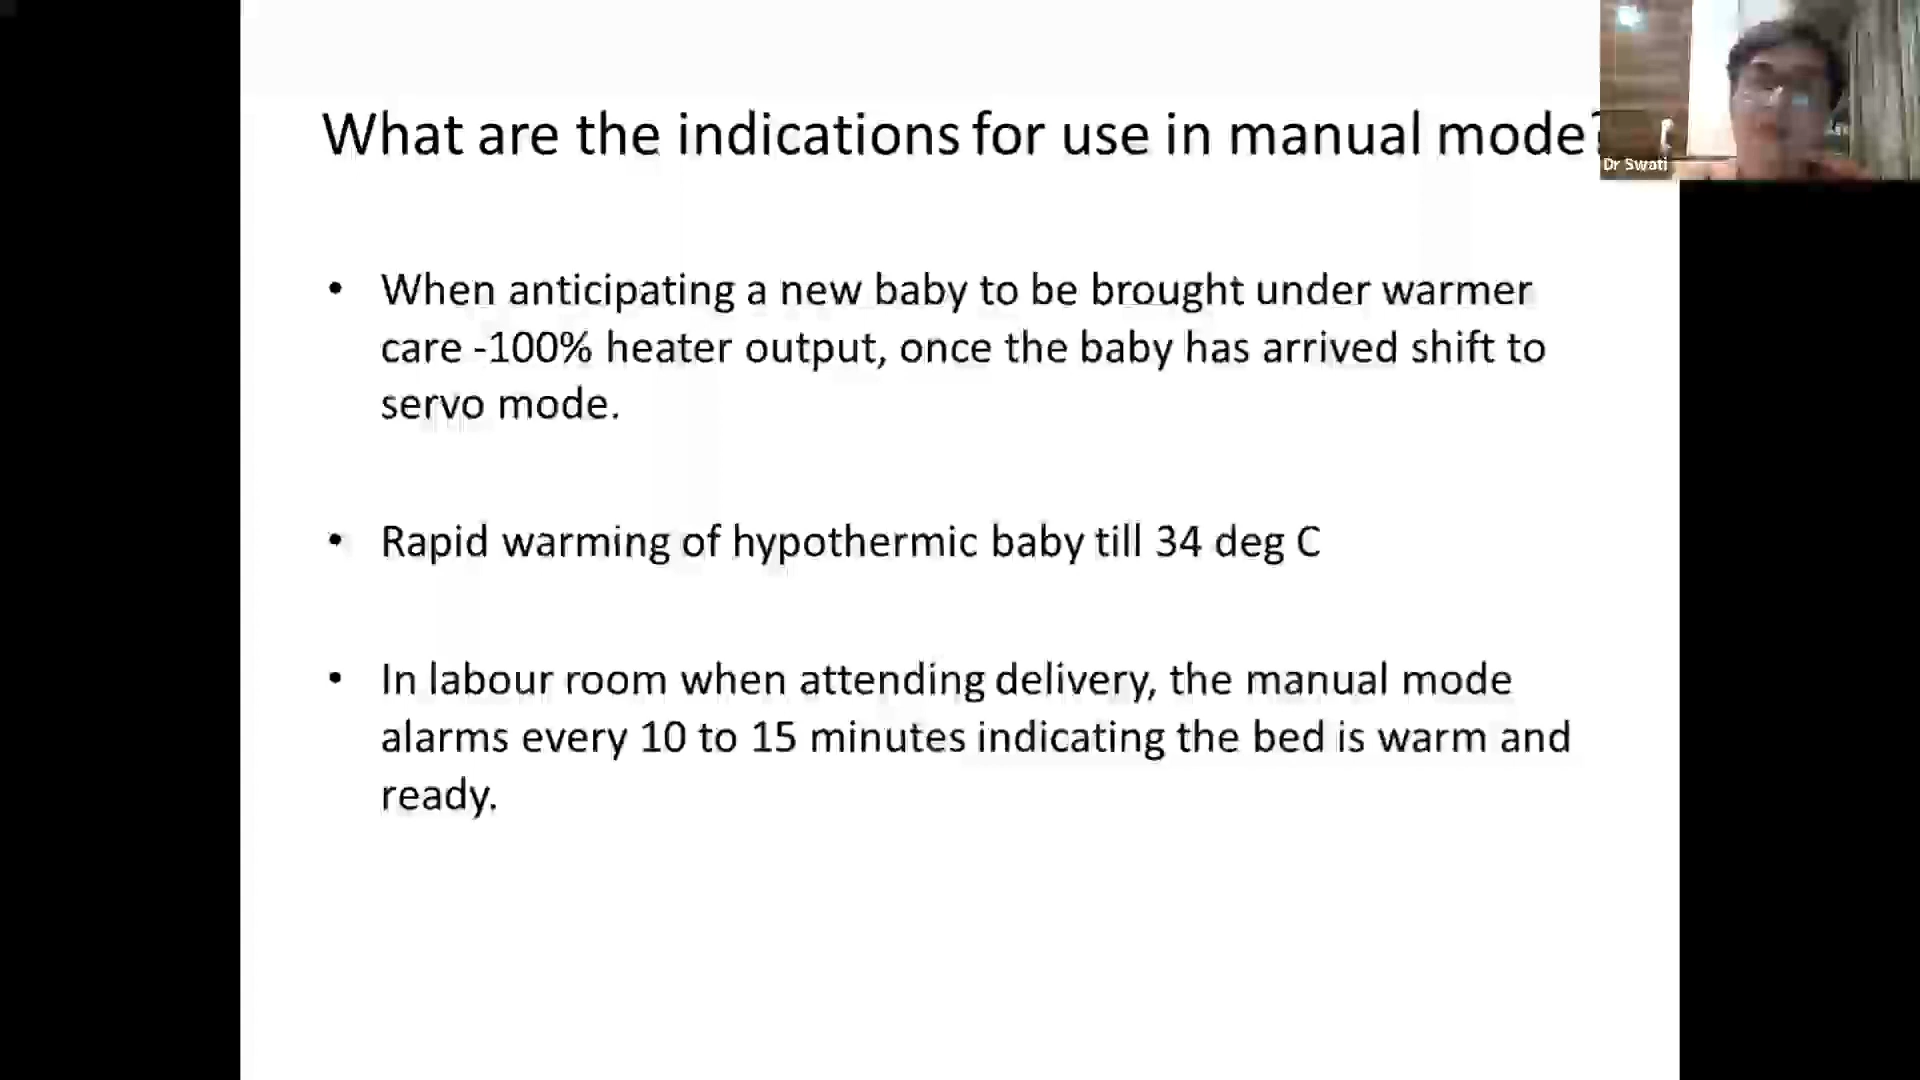 What are the indications for use in manual mode?
Dr Swati
• When anticipating a new baby to be brought under warmer
care -100% heater output, once the baby has arrived shift to
servo mode.
• Rapid warming of hypothermic baby till 34 deg C
• In labour room when attending delivery, the manual mode
alarms every 10 to 15 minutes indicating the bed is warm and
ready.